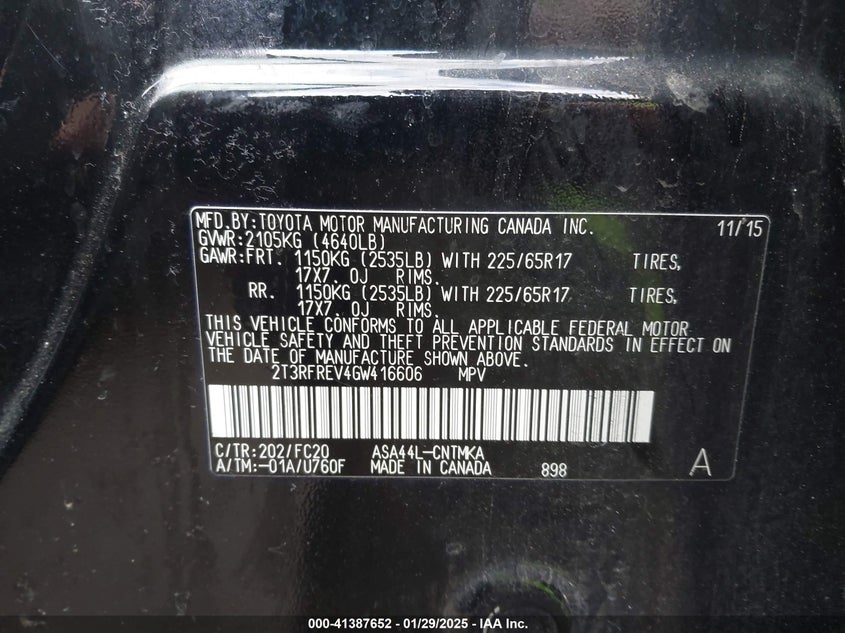 MFD.BY:TOYOTA MOTOR MANUFACTURING CANADA INC. 11/15
GVWR:2105KG (4640LB)
GAWR:FRT. 1150KG (2535LB) WITH 225/65R17 TIRES,
17X7.0J RIMS.
RR. 1150KG (2535LB) WITH 225/65R17 TIRES,
17X7.0J RIMS.
THIS VEHICLE CONFORMS TO ALL APPLICABLE FEDERAL MOTOR
VEHICLE SAFETY AND THEFT PREVENTION STANDARDS IN EFFECT ON
THE DATE OF MANUFACTURE SHOWN ABOVE.
2T3RFREV4GW416606 MPV
C/TR:202/FC20 ASA44L-CNTMKA
A/TM:-01A/U760F MADE IN CANADA 898 A
000-41387652 - 01/29/2025 - IAA Inc.